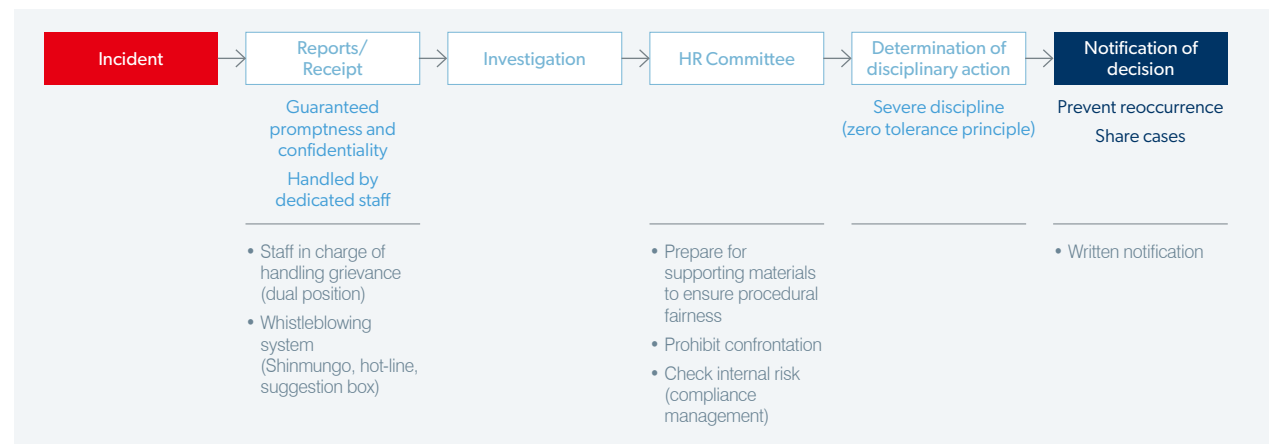 Incident
Reports/
Receipt
Investigation
HR Committee
Determination of
disciplinary action
Notification of
decision
Guaranteed
promptness and
confidentiality
Handled by
dedicated staff
Severe discipline
(zero tolerance principle)
Prevent reoccurrence
Share cases
• Staff in charge of
handling grievance
(dual position)
• Whistleblowing
system
(Shinmungo, hot-line,
suggestion box)
• Prepare for
supporting materials
to ensure procedural
fairness
• Prohibit confrontation
• Check internal risk
(compliance
management)
• Written notification